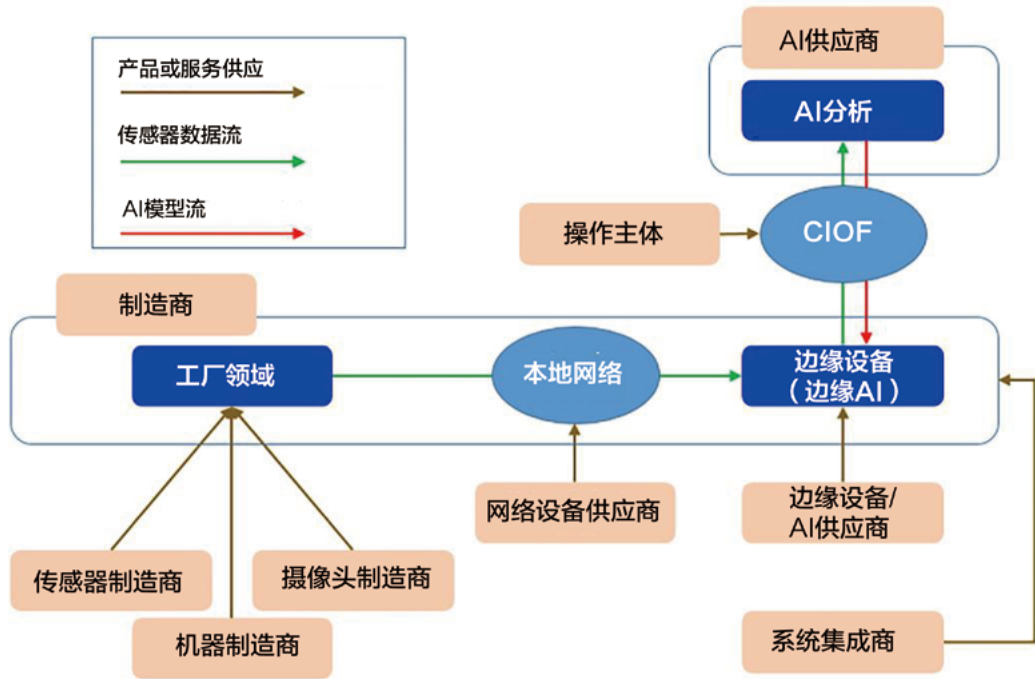 产品或服务供应
传感器数据流
AI模型流
AI供应商
AI分析
操作主体
CIOF
制造商
工厂领域
本地网络
边缘设备
（边缘AI）
网络设备供应商
边缘设备/
AI供应商
传感器制造商
摄像头制造商
机器制造商
系统集成商